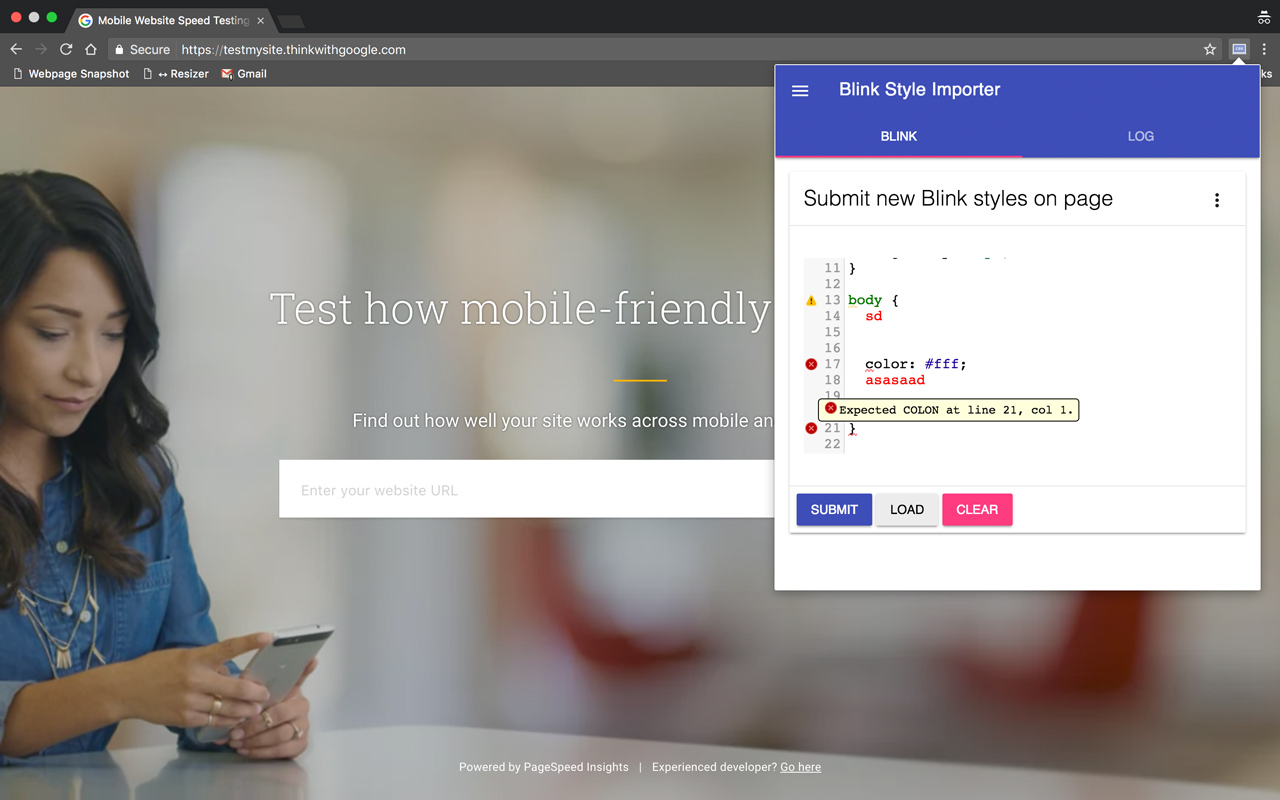 Mobile Website Speed Testing
Secure https://testmysite.thinkwithgoogle.com
Webpage Snapshot
↔ Resizer
Gmail
ks
Test how mobile-friendly
Find out how well your site works across mobile an
Enter your website URL
Powered by PageSpeed Insights | Experienced developer? Go here
Blink Style Importer
BLINK
LOG
Submit new Blink styles on page
11 }
12
13 body {
14 sd
15
16
17 color: #fff;
18 asasaad
19
Expected COLON at line 21, col 1.
21 }
22
SUBMIT
LOAD
CLEAR